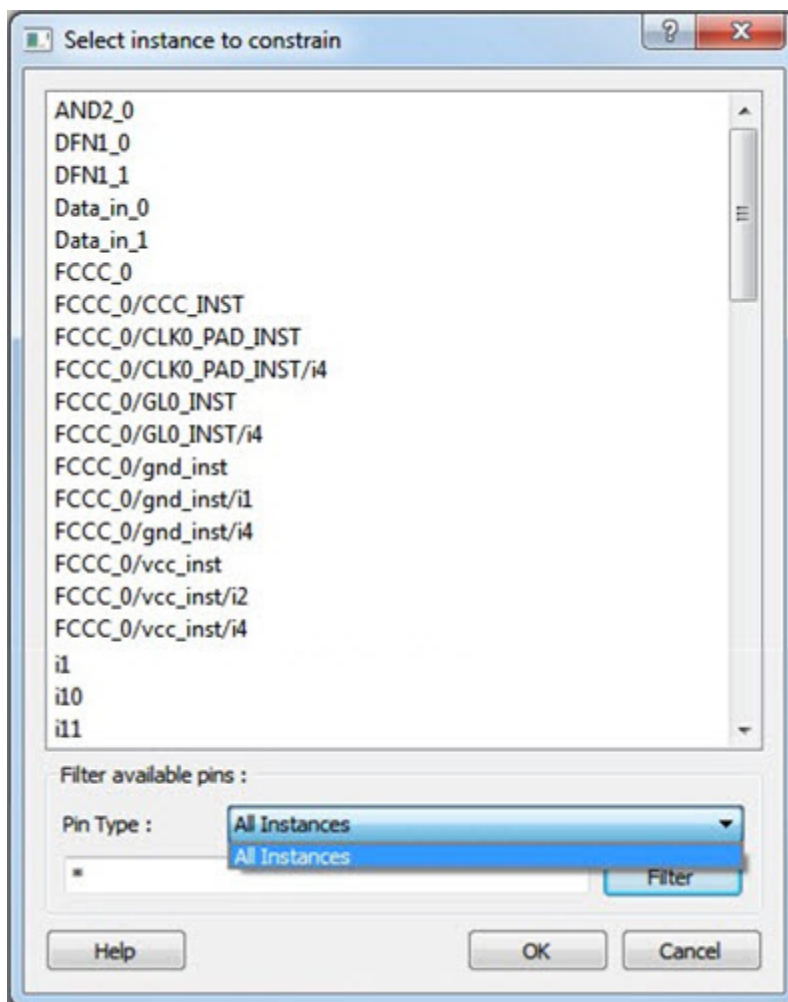 Select instance to constrain
AND2_0
DFN1_0
DFN1_1
Data_in_0
Data_in_1
FCCC_0
FCCC_0/CCC_INST
FCCC_0/CLK0_PAD_INST
FCCC_0/CLK0_PAD_INST/i4
FCCC_0/GL0_INST
FCCC_0/GL0_INST/i4
FCCC_0/gnd_inst
FCCC_0/gnd_inst/i1
FCCC_0/gnd_inst/i4
FCCC_0/vcc_inst
FCCC_0/vcc_inst/i2
FCCC_0/vcc_inst/i4
i1
i10
i11
Filter available pins :
Pin Type : All Instances
All Instances
* Filter
Help OK Cancel